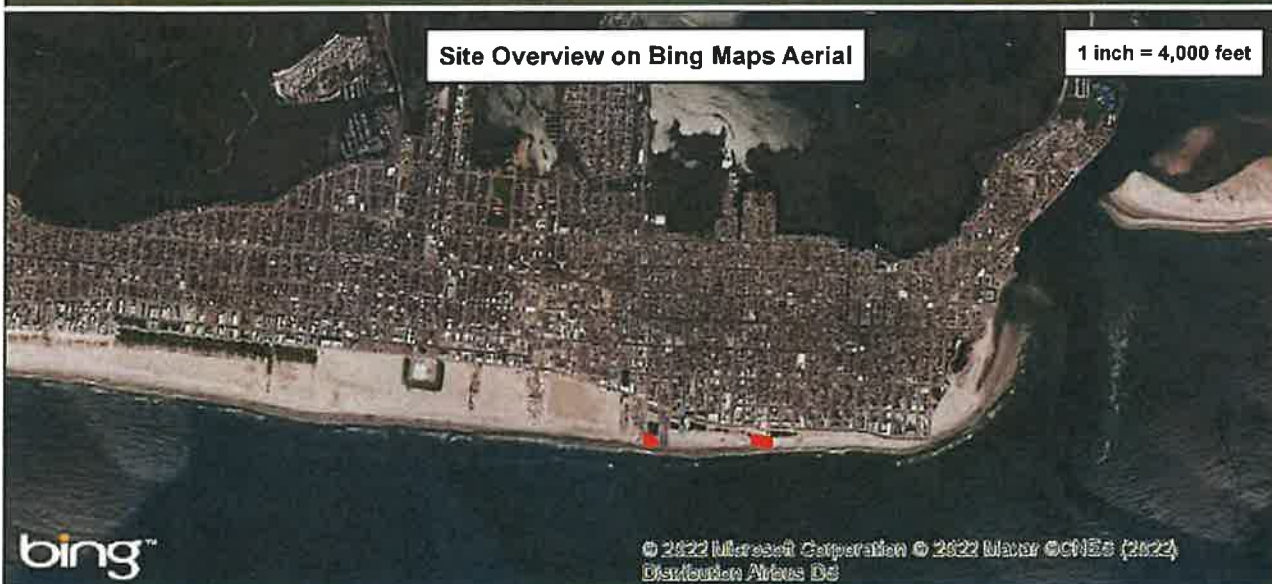 Site Overview on Bing Maps Aerial
1 inch = 4,000 feet
bing™
© 2022 Microsoft Corporation © 2022 Maxar ©CNES (2022)
Distribution Airbus DS